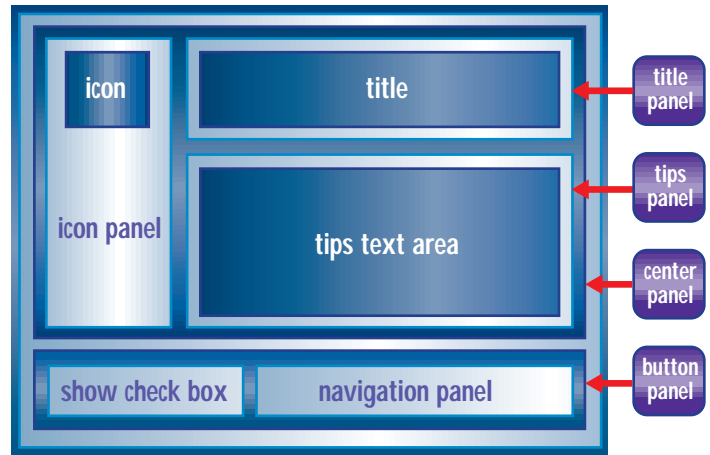 icon
title
title
panel
tips
panel
icon panel
tips text area
center
panel
show check box
navigation panel
button
panel